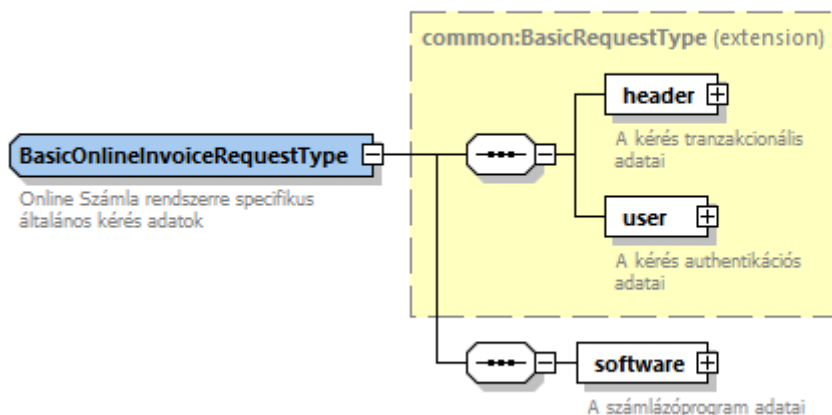 common:BasicRequestType (extension)
header
A kérés tranzakcionális
adatai
BasicOnlineInvoiceRequestType
Online Számla rendszerre specifikus
általános kérés adatok
user
A kérés authentikációs
adatai
software
A számlázóprogram adatai